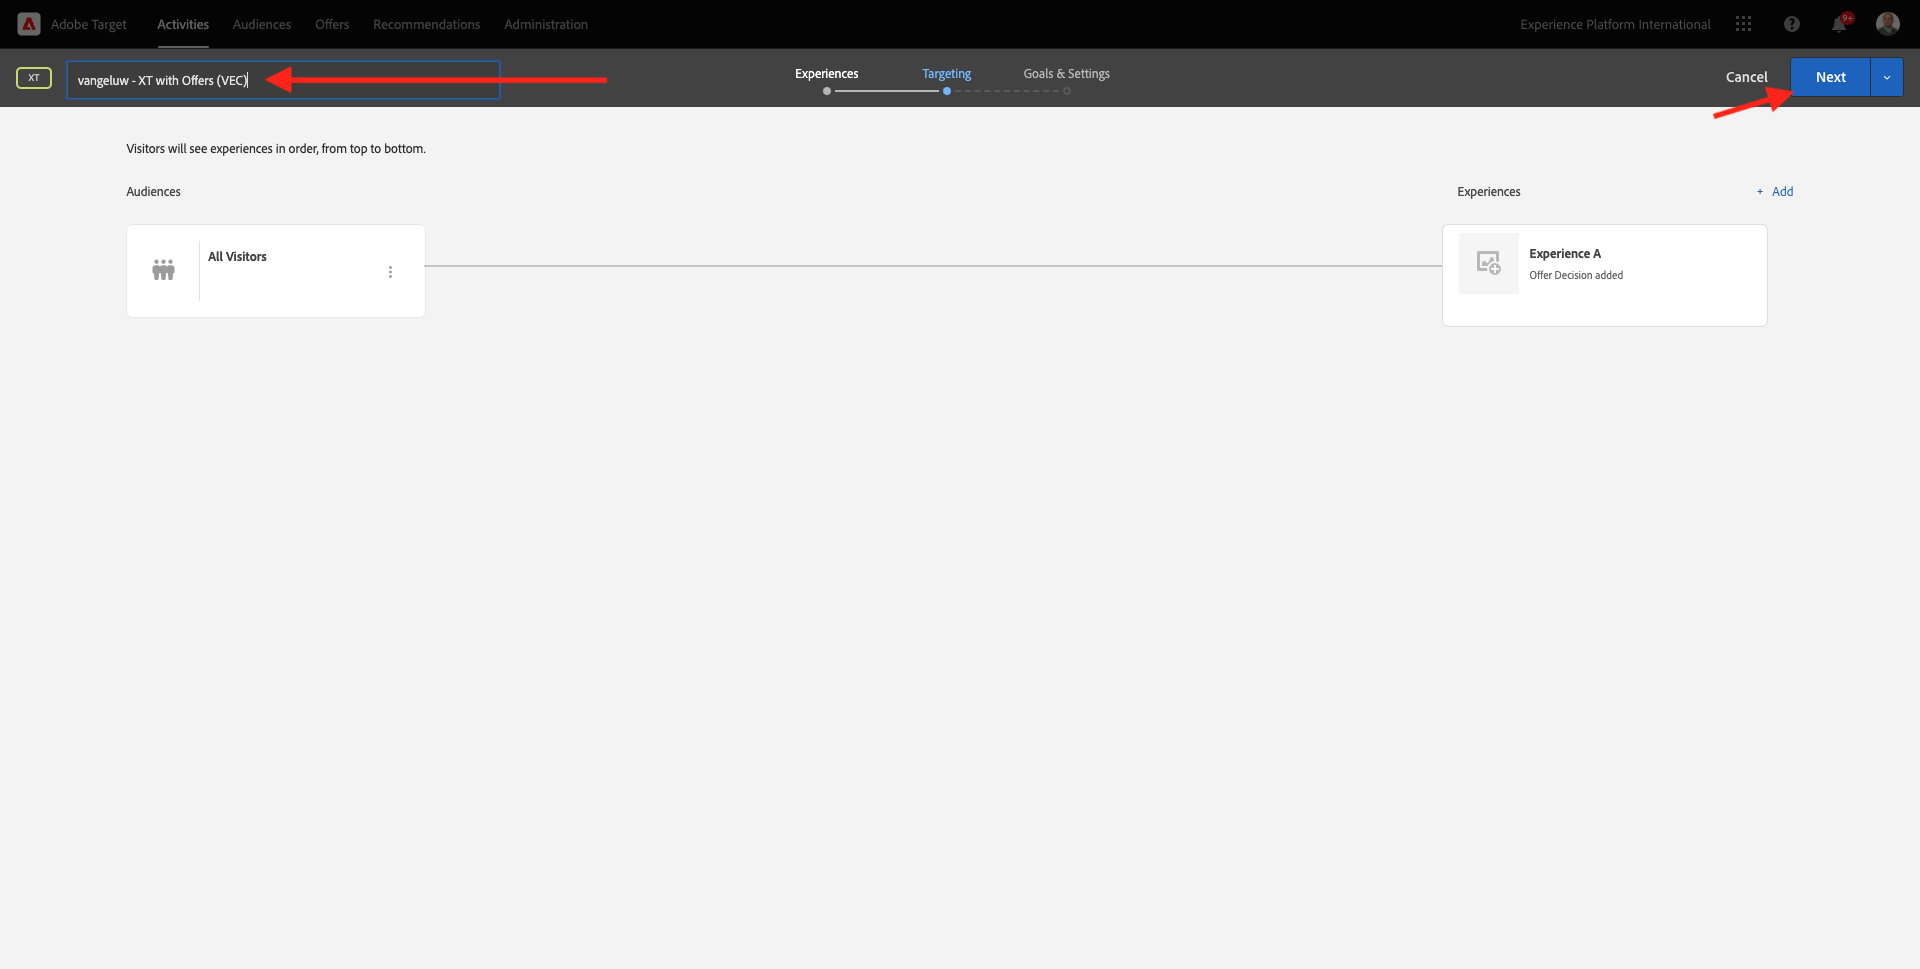 Adobe Target
Activities
Audiences
Offers
Recommendations
Administration
Experience Platform International
9+
XT
vangeluw - XT with Offers (VEC)
Experiences
Targeting
Goals & Settings
Cancel
Next
Visitors will see experiences in order, from top to bottom.
Audiences
Experiences
+ Add
All Visitors
Experience A
Offer Decision added